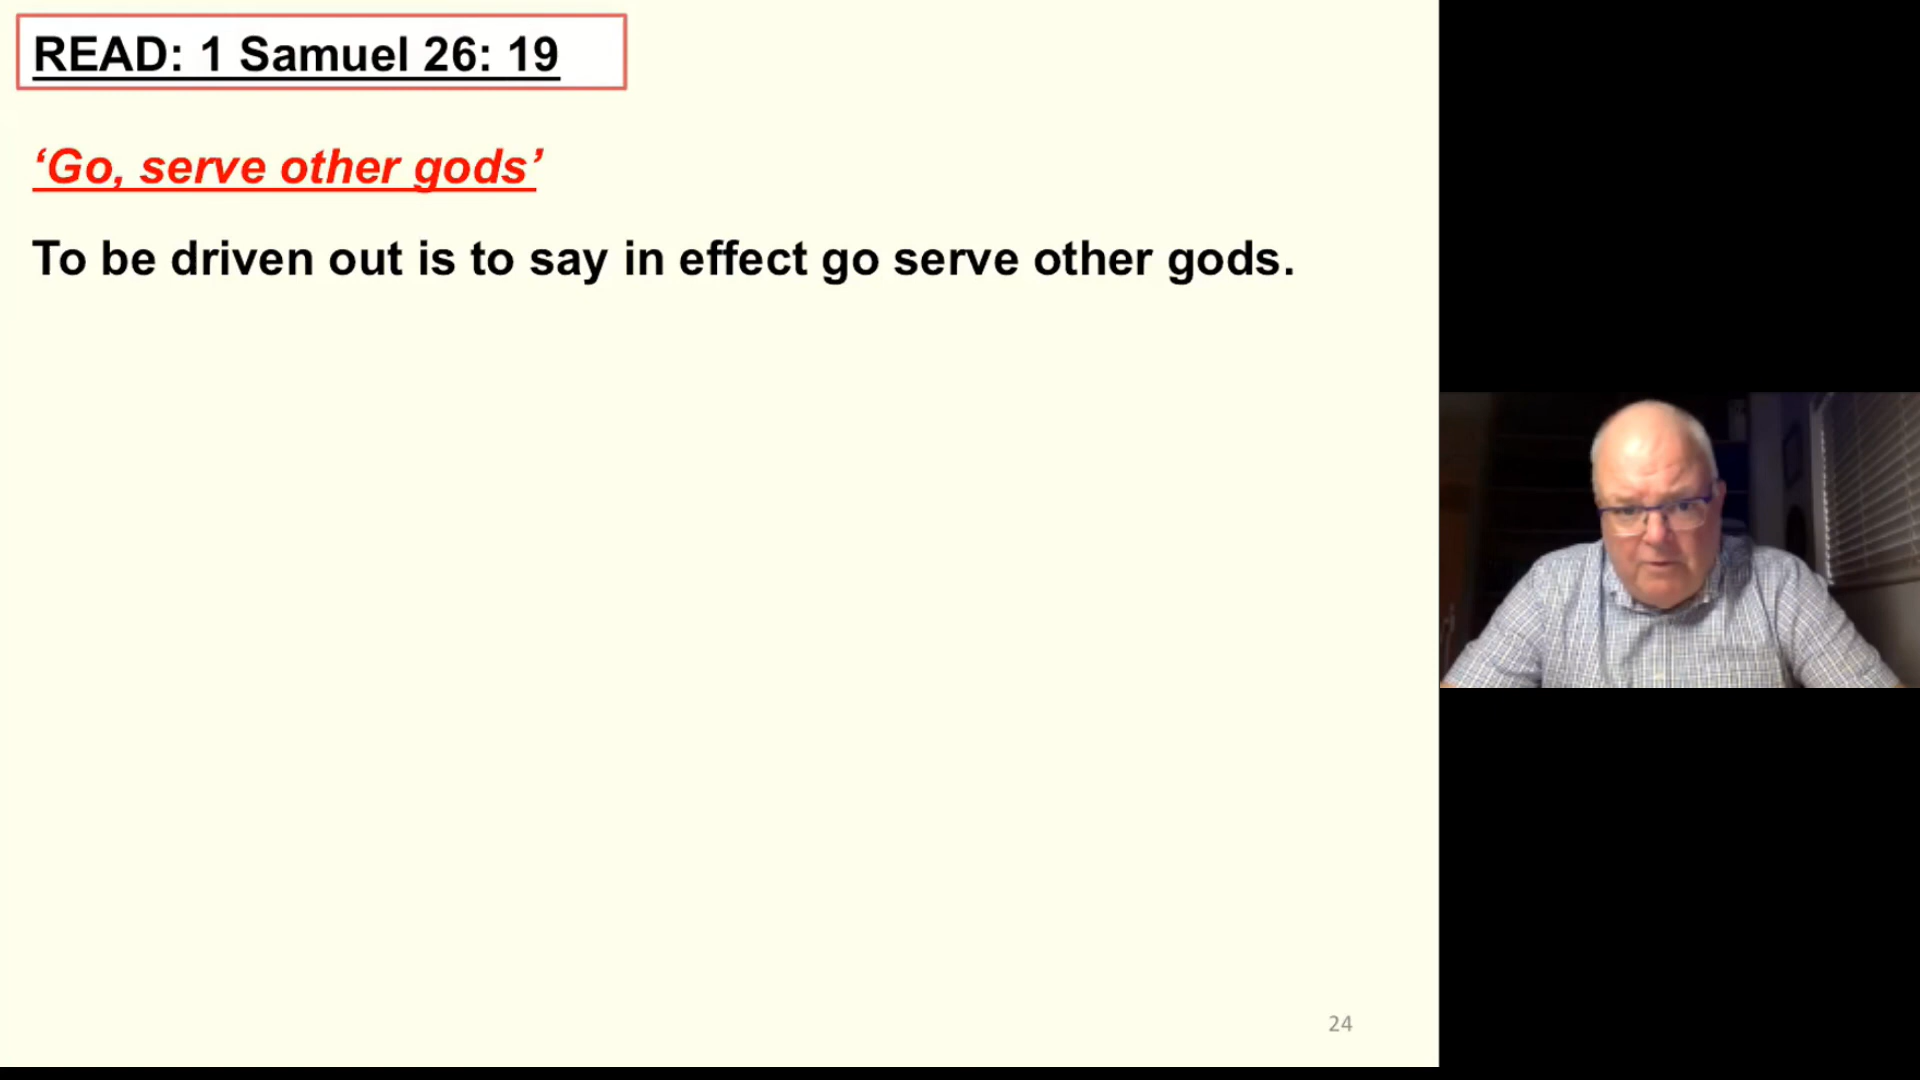 READ: 1 Samuel 26: 19
‘Go, serve other gods’
To be driven out is to say in effect go serve other gods.
24